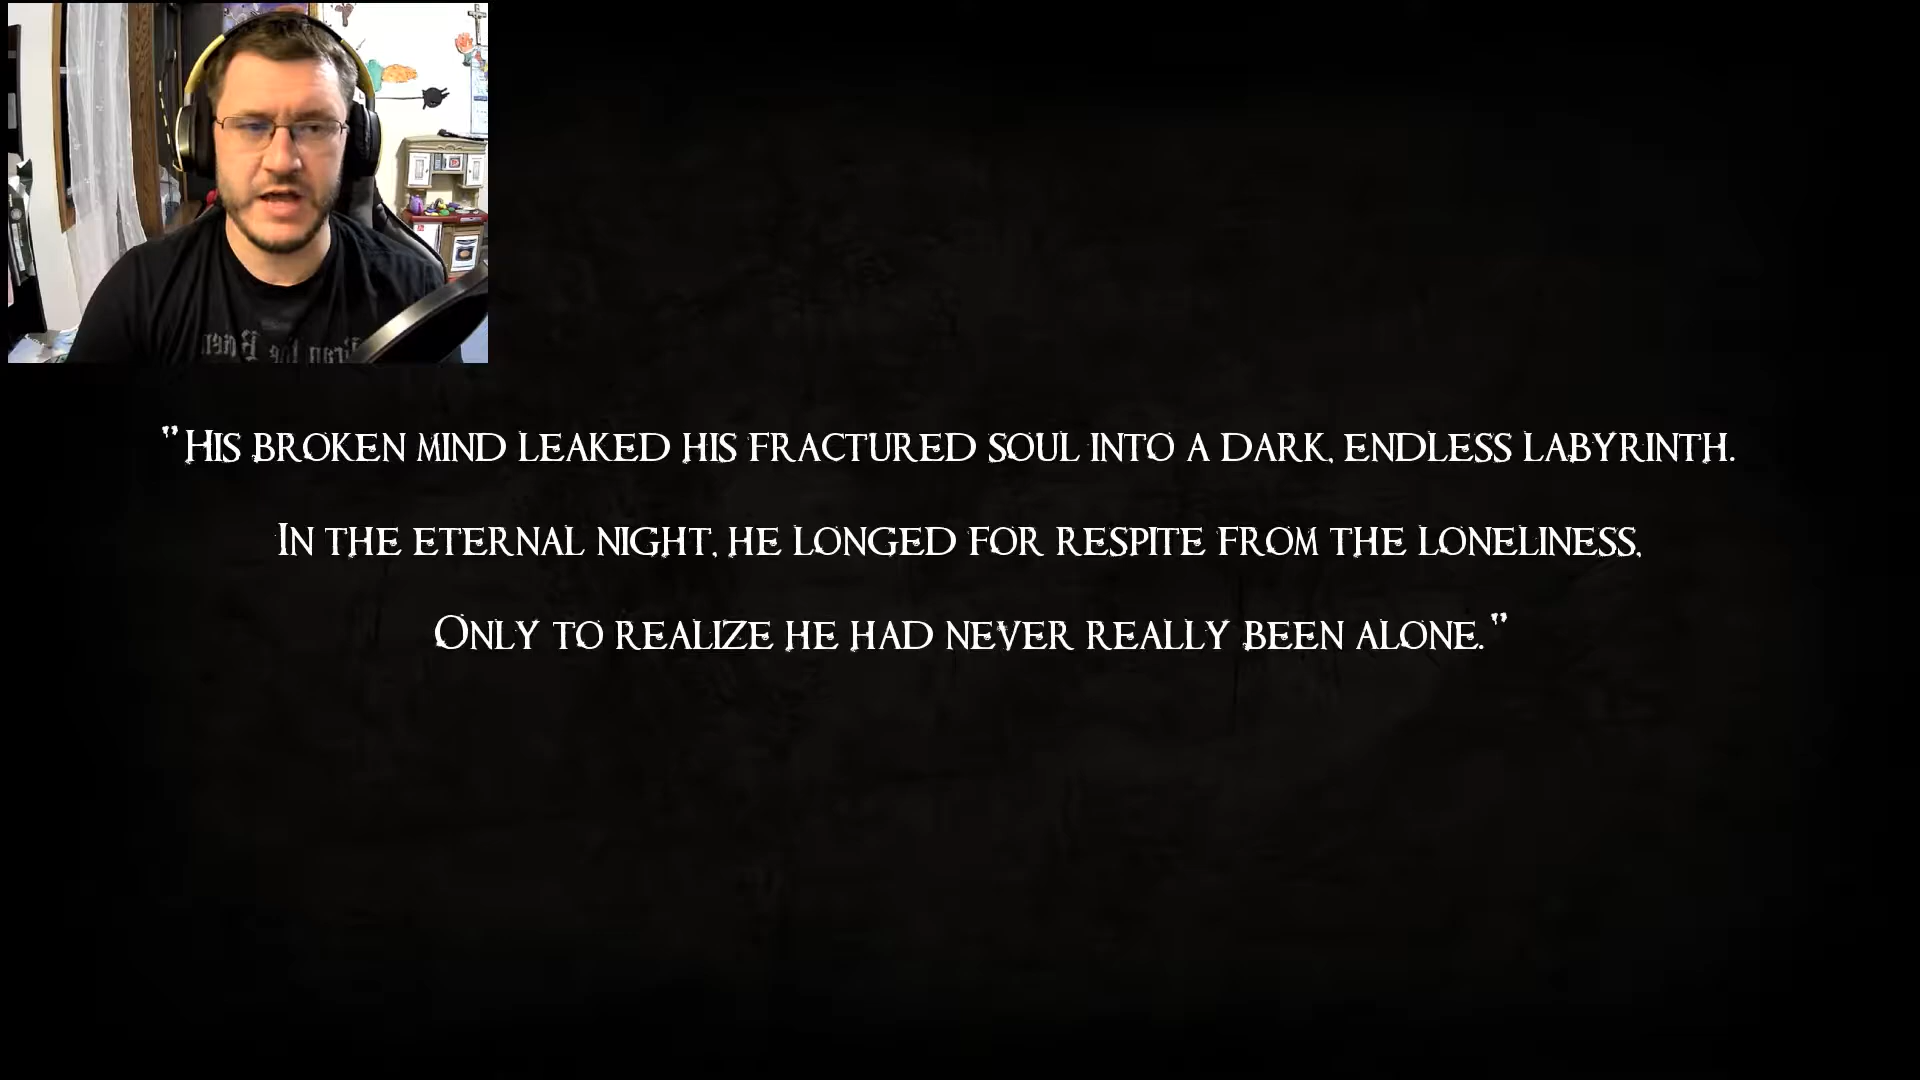 "His broken mind leaked his fractured soul into a dark, endless labyrinth.
In the eternal night, he longed for respite from the loneliness,
Only to realize he had never really been alone."